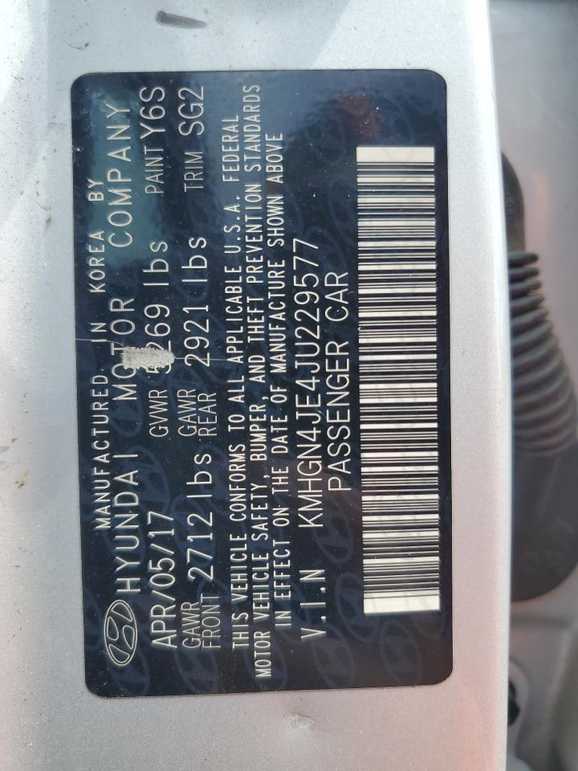 MANUFACTURED IN KOREA BY
HYUNDAI MOTOR COMPANY
APR/05/17 GVWR 269 lbs PAINT Y6S
GAWR FRONT 2712 lbs GAWR REAR 2921 lbs TRIM SG2
THIS VEHICLE CONFORMS TO ALL APPLICABLE U.S.A. FEDERAL
MOTOR VEHICLE SAFETY, BUMPER, AND THEFT PREVENTION STANDARDS
IN EFFECT ON THE DATE OF MANUFACTURE SHOWN ABOVE
V.I.N KMHGN4JE4JU229577
PASSENGER CAR